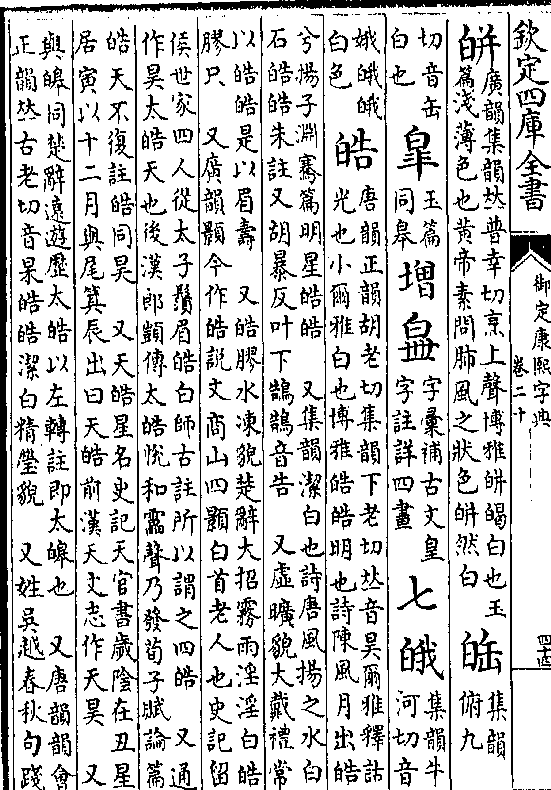 欽定四庫全書
御定康熙字典
卷二十
四十四
皏 廣韻集韻𠀤普幸切烹上聲博雅皏𤾉白也玉
篇淺薄色也黄帝素問肺風之狀色皏然白
集韻
俯九
切音缶
白也
皐 玉篇
同皋
增 字彚補古文皇
字註詳四畫
七
皒 集韻牛
河切音
娥皒皒
白色
皓 唐韻正韻胡老切集韻下老切𠀤音昊爾雅釋詁
光也小爾雅白也博雅皓皓明也詩陳風月出皓
兮揚子淵騫篇明星皓皓 又集韻潔白也詩唐風揚之水白
石皓皓朱註又胡暴反叶下鵠鵠音告 又虛曠貌大戴禮常
以皓皓是以眉壽 又皓膠水凍貌楚辭大招霧雨淫淫白皓
膠只 又廣韻顥今作皓說文商山四顥白首老人也史記留
侯世家四人從太子鬚眉皓白師古註所以謂之四皓 又通
作昊太皓天也後漢郎顗傳太皓恱和靁聲乃發荀子賦論篇
皓天不復註皓同昊 又天皓星名史記天官書歲陰在丑星
居寅以十二月與尾箕辰出曰天皓前漢天文志作天昊 又
與皞同楚辭遠遊歷太皓以左轉註即太皞也 又唐韻韻會
正韻𠀤古老切音杲皓皓潔白精瑩貌 又姓吳越春秋句踐